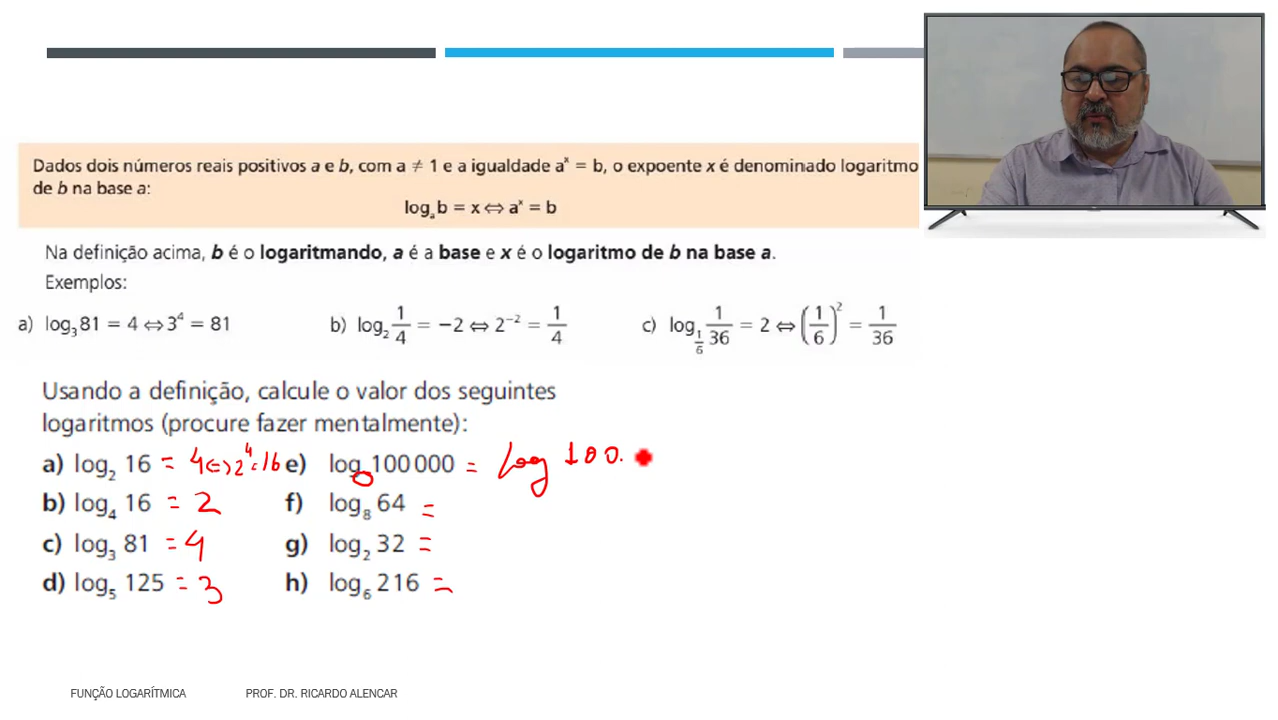 Dados dois números reais positivos a e b, com a ≠ 1 e a igualdade aˣ = b, o expoente x é denominado logaritmo
de b na base a:
logₐb = x ⇔ aˣ = b
Na definição acima, b é o logaritmando, a é a base e x é o logaritmo de b na base a.
Exemplos:
a) log₃81 = 4 ⇔ 3⁴ = 81 b) log₂ 1/4 = −2 ⇔ 2⁻² = 1/4 c) log_(1/6) 1/36 = 2 ⇔ (1/6)² = 1/36
Usando a definição, calcule o valor dos seguintes
logaritmos (procure fazer mentalmente):
a) log₂ 16 = 4 ⇔ 2⁴ = 16 e) log 100 000 = log 100.
b) log₄ 16 = 2 f) log₈ 64 =
c) log₃ 81 = 4 g) log₂ 32 =
d) log₅ 125 = 3 h) log₆ 216 =
FUNÇÃO LOGARÍTMICA PROF. DR. RICARDO ALENCAR